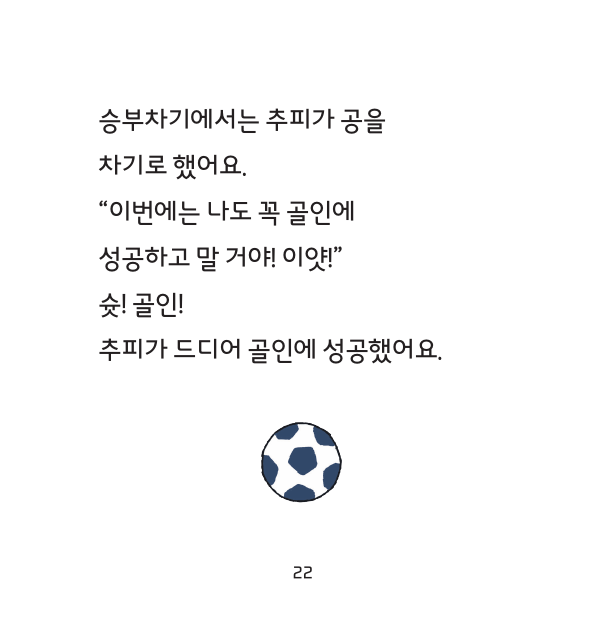 승부차기에서는 추피가 공을
차기로 했어요.
“이번에는 나도 꼭 골인에
성공하고 말 거야! 이얏!”
슛! 골인!
추피가 드디어 골인에 성공했어요.
22